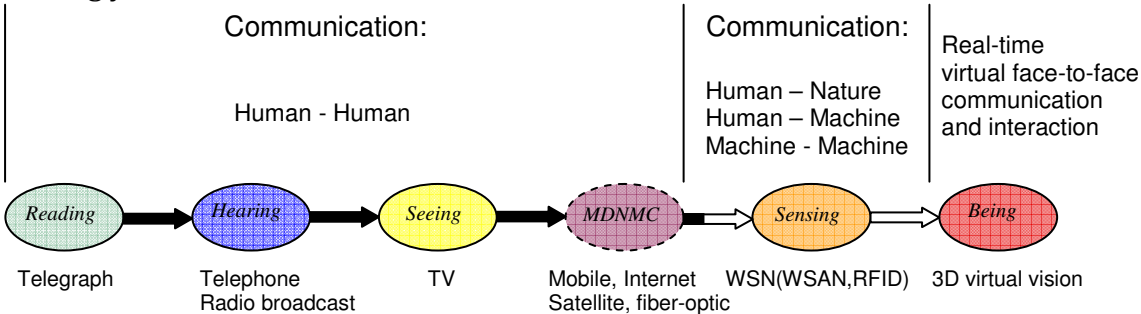 Communication:
Human - Human
Communication:
Human – Nature
Human – Machine
Machine - Machine
Real-time
virtual face-to-face
communication
and interaction
Reading
Hearing
Seeing
MDNMC
Sensing
Being
Telegraph
Telephone
Radio broadcast
TV
Mobile, Internet
Satellite, fiber-optic
WSN(WSAN,RFID)
3D virtual vision